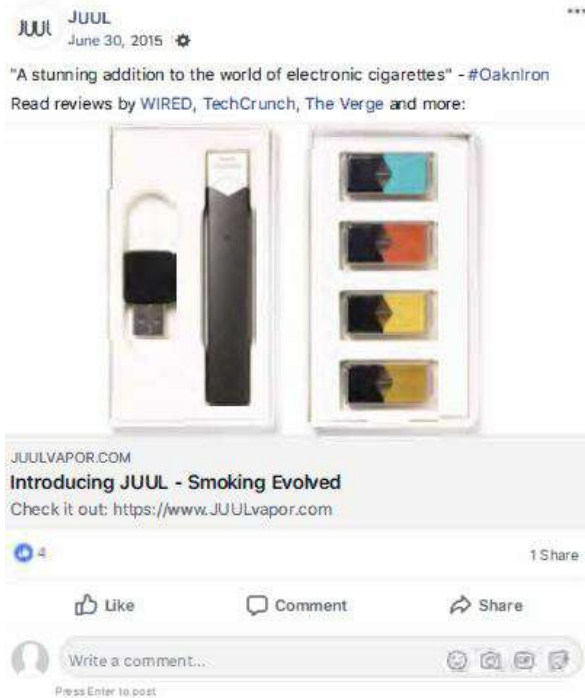 JUUL
JUUL
June 30, 2015
"A stunning addition to the world of electronic cigarettes" - #OaknIron
Read reviews by WIRED, TechCrunch, The Verge and more:
JUULVAPOR.COM
Introducing JUUL - Smoking Evolved
Check it out: https://www.JUULvapor.com
4
1 Share
Like
Comment
Share
Write a comment...
GIF
Press Enter to post